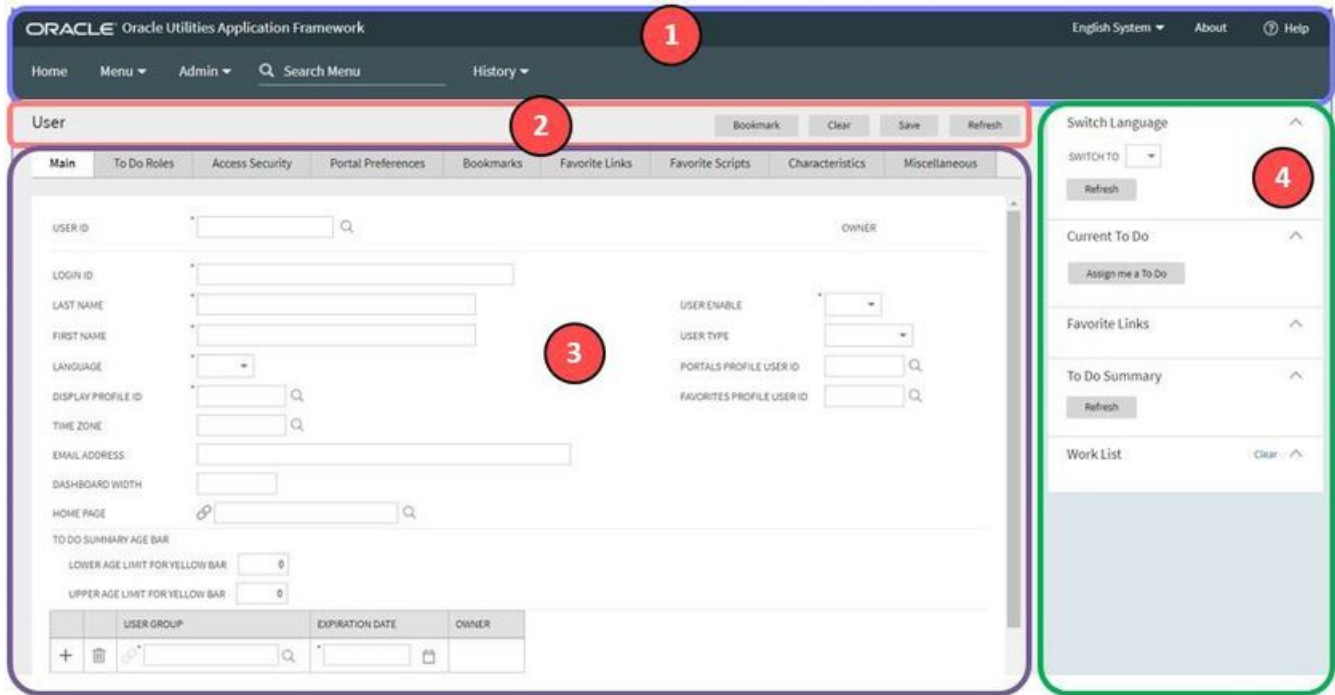 ORACLE Oracle Utilities Application Framework
1
English System About Help
Home Menu Admin Search Menu History
User
2
Bookmark Clear Save Refresh
Main To Do Roles Access Security Portal Preferences Bookmarks Favorite Links Favorite Scripts Characteristics Miscellaneous
USER ID * OWNER
LOGIN ID *
LAST NAME * USER ENABLE *
FIRST NAME * USER TYPE
3
LANGUAGE * PORTALS PROFILE USER ID
DISPLAY PROFILE ID * FAVORITES PROFILE USER ID
TIME ZONE
EMAIL ADDRESS
DASHBOARD WIDTH
HOME PAGE
TO DO SUMMARY AGE BAR
LOWER AGE LIMIT FOR YELLOW BAR 0
UPPER AGE LIMIT FOR YELLOW BAR 0
USER GROUP EXPIRATION DATE OWNER
+ * *
Switch Language
SWITCH TO
4
Refresh
Current To Do
Assign me a To Do
Favorite Links
To Do Summary
Refresh
Work List Clear